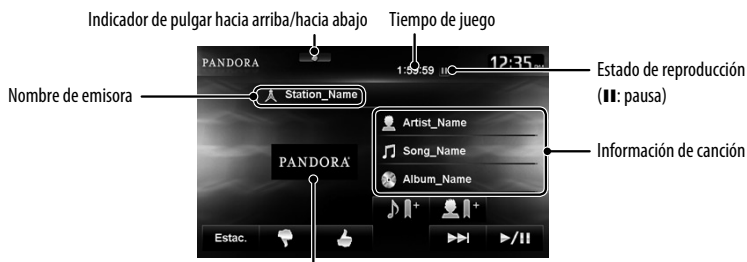 Indicador de pulgar hacia arriba/hacia abajo
Tiempo de juego
PANDORA
1:59:59
12:35 PM
Estado de reproducción
(II: pausa)
Nombre de emisora
Station_Name
Artist_Name
Song_Name
Album_Name
Información de canción
PANDORA
Estac.